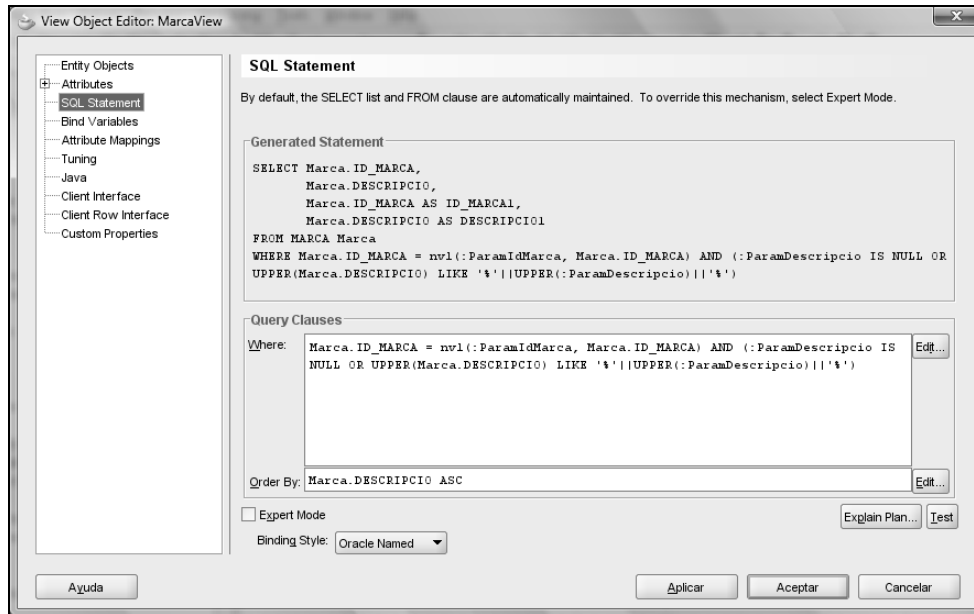 View Object Editor: MarcaView
Entity Objects
Attributes
SQL Statement
Bind Variables
Attribute Mappings
Tuning
Java
Client Interface
Client Row Interface
Custom Properties
SQL Statement
By default, the SELECT list and FROM clause are automatically maintained. To override this mechanism, select Expert Mode.
Generated Statement
SELECT Marca.ID_MARCA,
Marca.DESCRIPCIO,
Marca.ID_MARCA AS ID_MARCA1,
Marca.DESCRIPCIO AS DESCRIPCIO1
FROM MARCA Marca
WHERE Marca.ID_MARCA = nvl(:ParamIdMarca, Marca.ID_MARCA) AND (:ParamDescripcio IS NULL OR
UPPER(Marca.DESCRIPCIO) LIKE '%'||UPPER(:ParamDescripcio)||'%')
Query Clauses
Where:
Marca.ID_MARCA = nvl(:ParamIdMarca, Marca.ID_MARCA) AND (:ParamDescripcio IS
NULL OR UPPER(Marca.DESCRIPCIO) LIKE '%'||UPPER(:ParamDescripcio)||'%')
Edit...
Order By: Marca.DESCRIPCIO ASC
Edit...
Expert Mode
Explain Plan... Test
Binding Style: Oracle Named
Ayuda
Aplicar Aceptar Cancelar